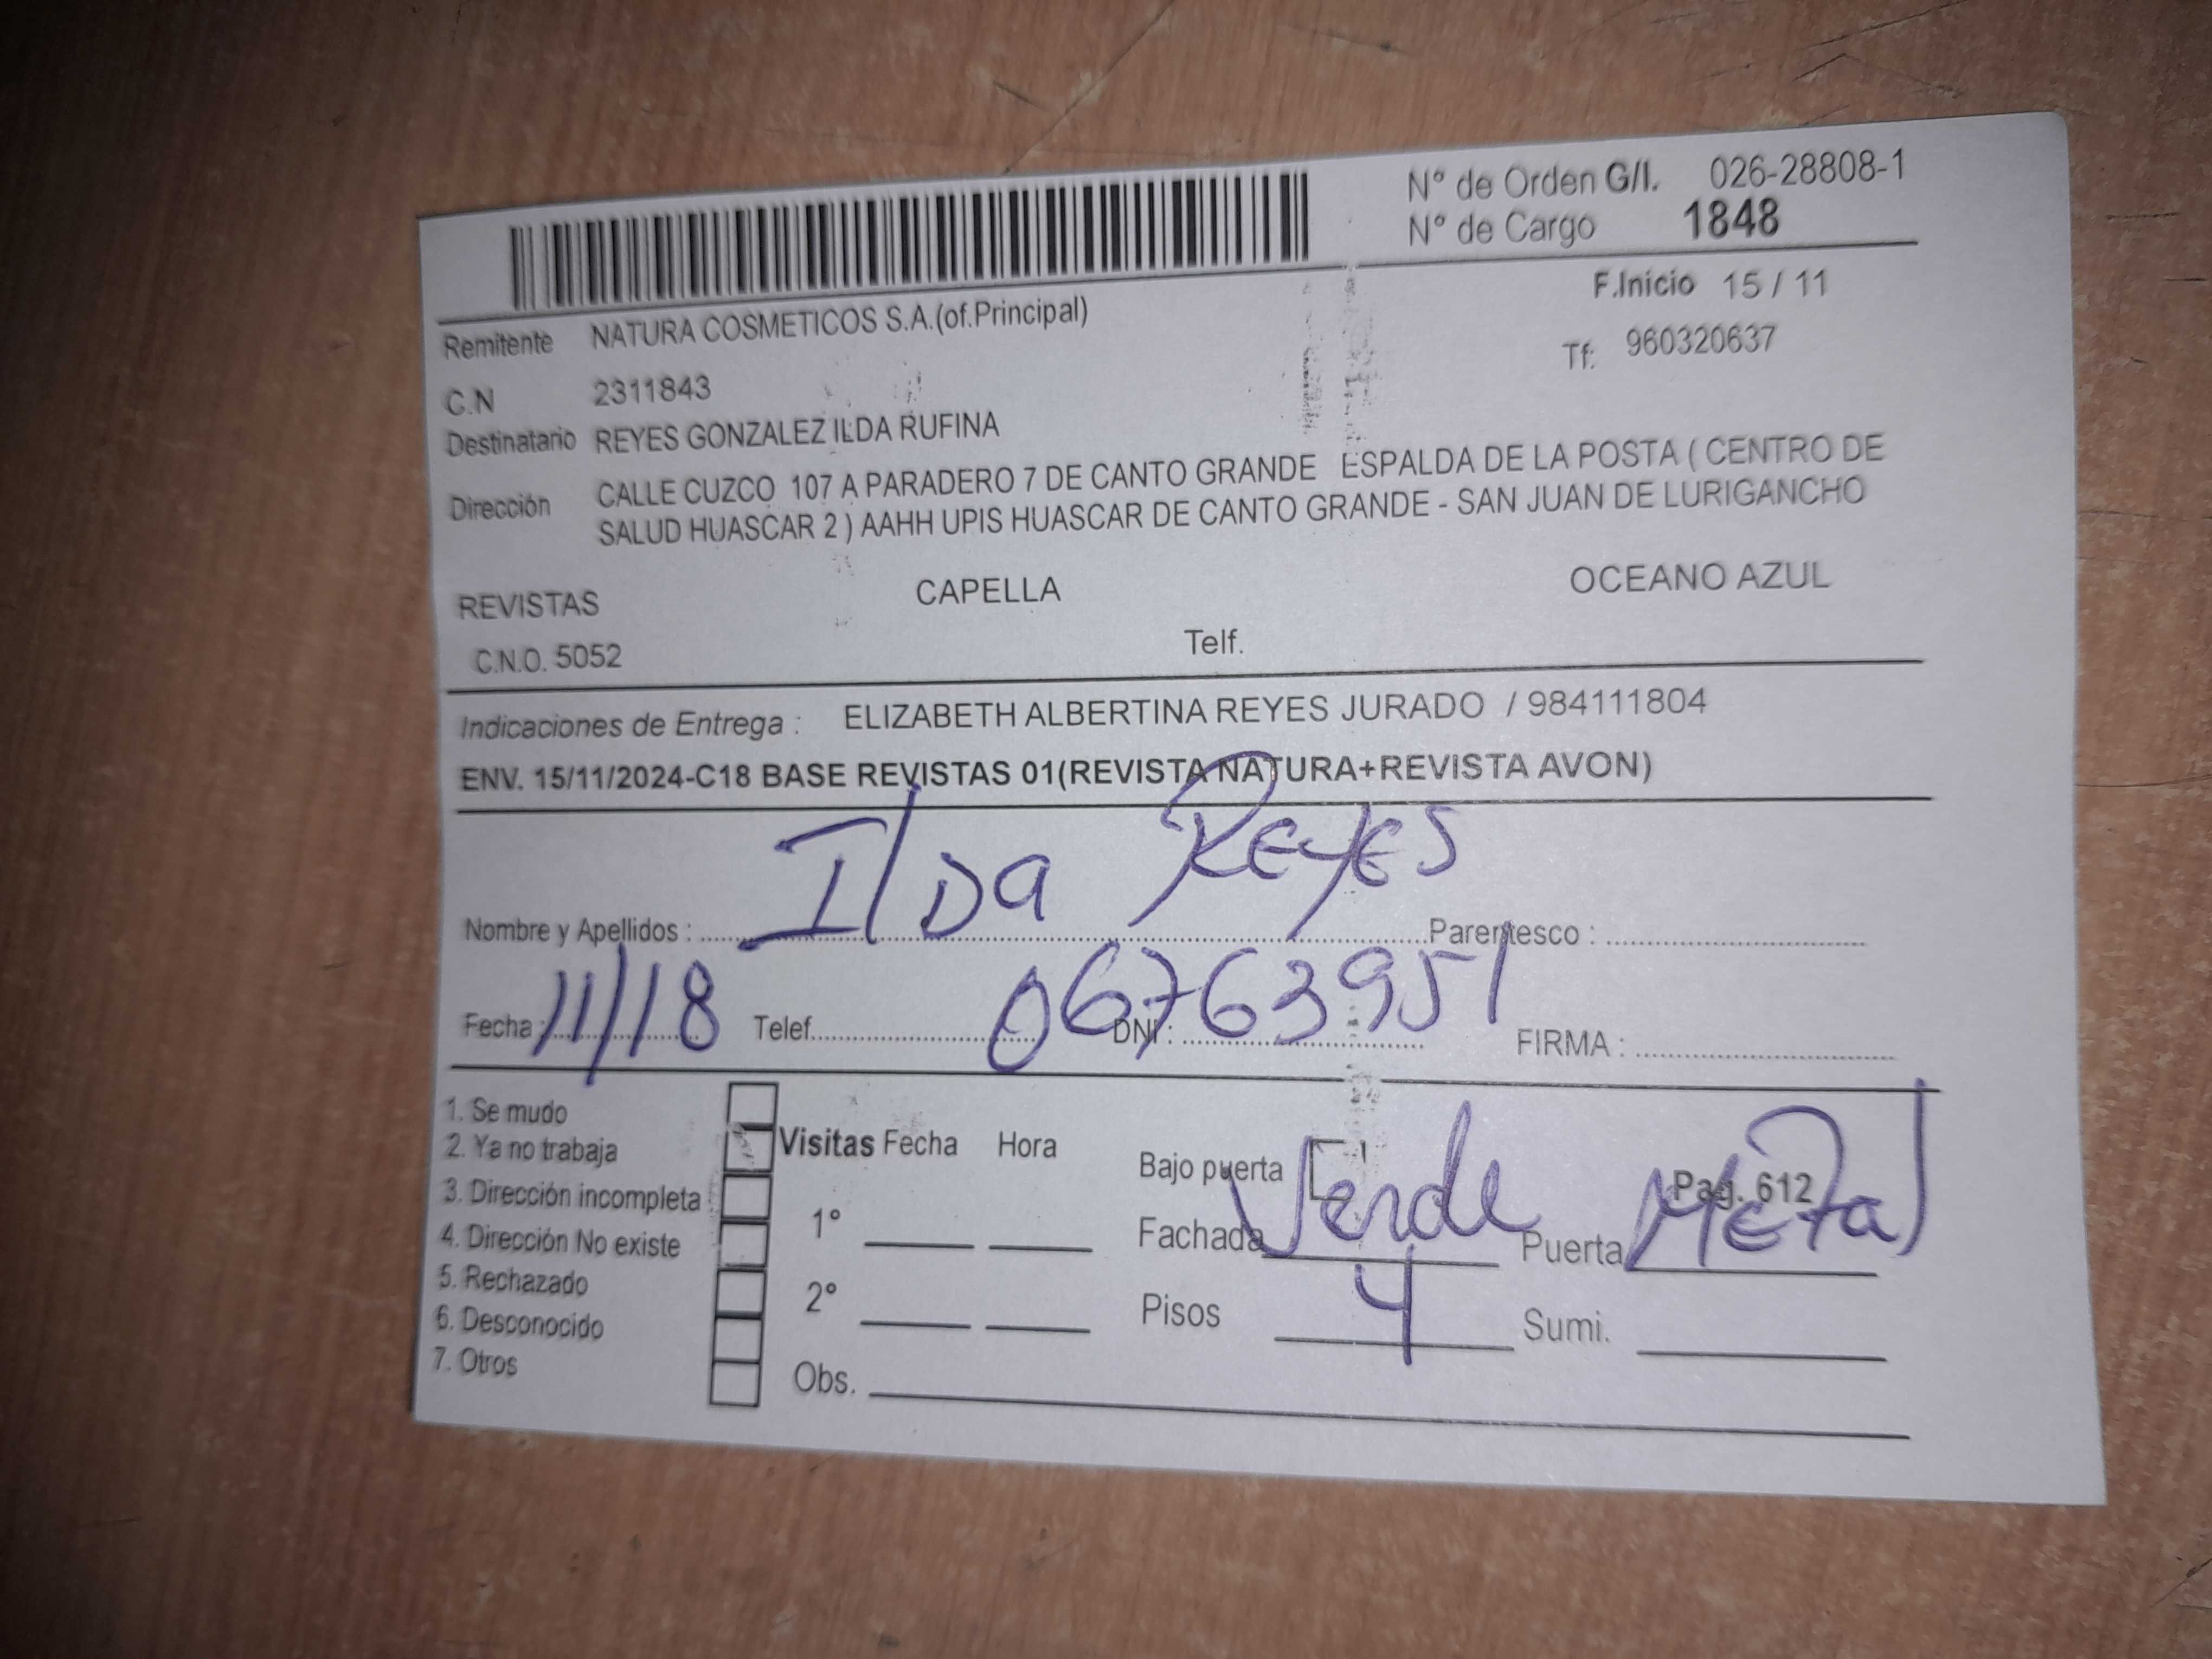 Nº de Orden G/I. 026-28808-1
Nº de Cargo 1848
F.Inicio 15 / 11
Remitente NATURA COSMETICOS S.A.(of.Principal)
Tf: 960320637
C.N 2311843
Destinatario REYES GONZALEZ ILDA RUFINA
Dirección CALLE CUZCO 107 A PARADERO 7 DE CANTO GRANDE ESPALDA DE LA POSTA ( CENTRO DE
SALUD HUASCAR 2 ) AAHH UPIS HUASCAR DE CANTO GRANDE - SAN JUAN DE LURIGANCHO
REVISTAS CAPELLA OCEANO AZUL
C.N.O. 5052 Telf.
Indicaciones de Entrega : ELIZABETH ALBERTINA REYES JURADO / 984111804
ENV. 15/11/2024-C18 BASE REVISTAS 01(REVISTA NATURA+REVISTA AVON)
Nombre y Apellidos : IlDa Reyes Parentesco :
Fecha : 11/18 Telef. DNI : 06763951 FIRMA :
1. Se mudo
2. Ya no trabaja
3. Dirección incompleta
4. Dirección No existe
5. Rechazado
6. Desconocido
7. Otros
Visitas Fecha Hora
1°
2°
Obs.
Bajo puerta
Pag. 612
Fachada Verde Puerta Metal
Pisos 4 Sumi.